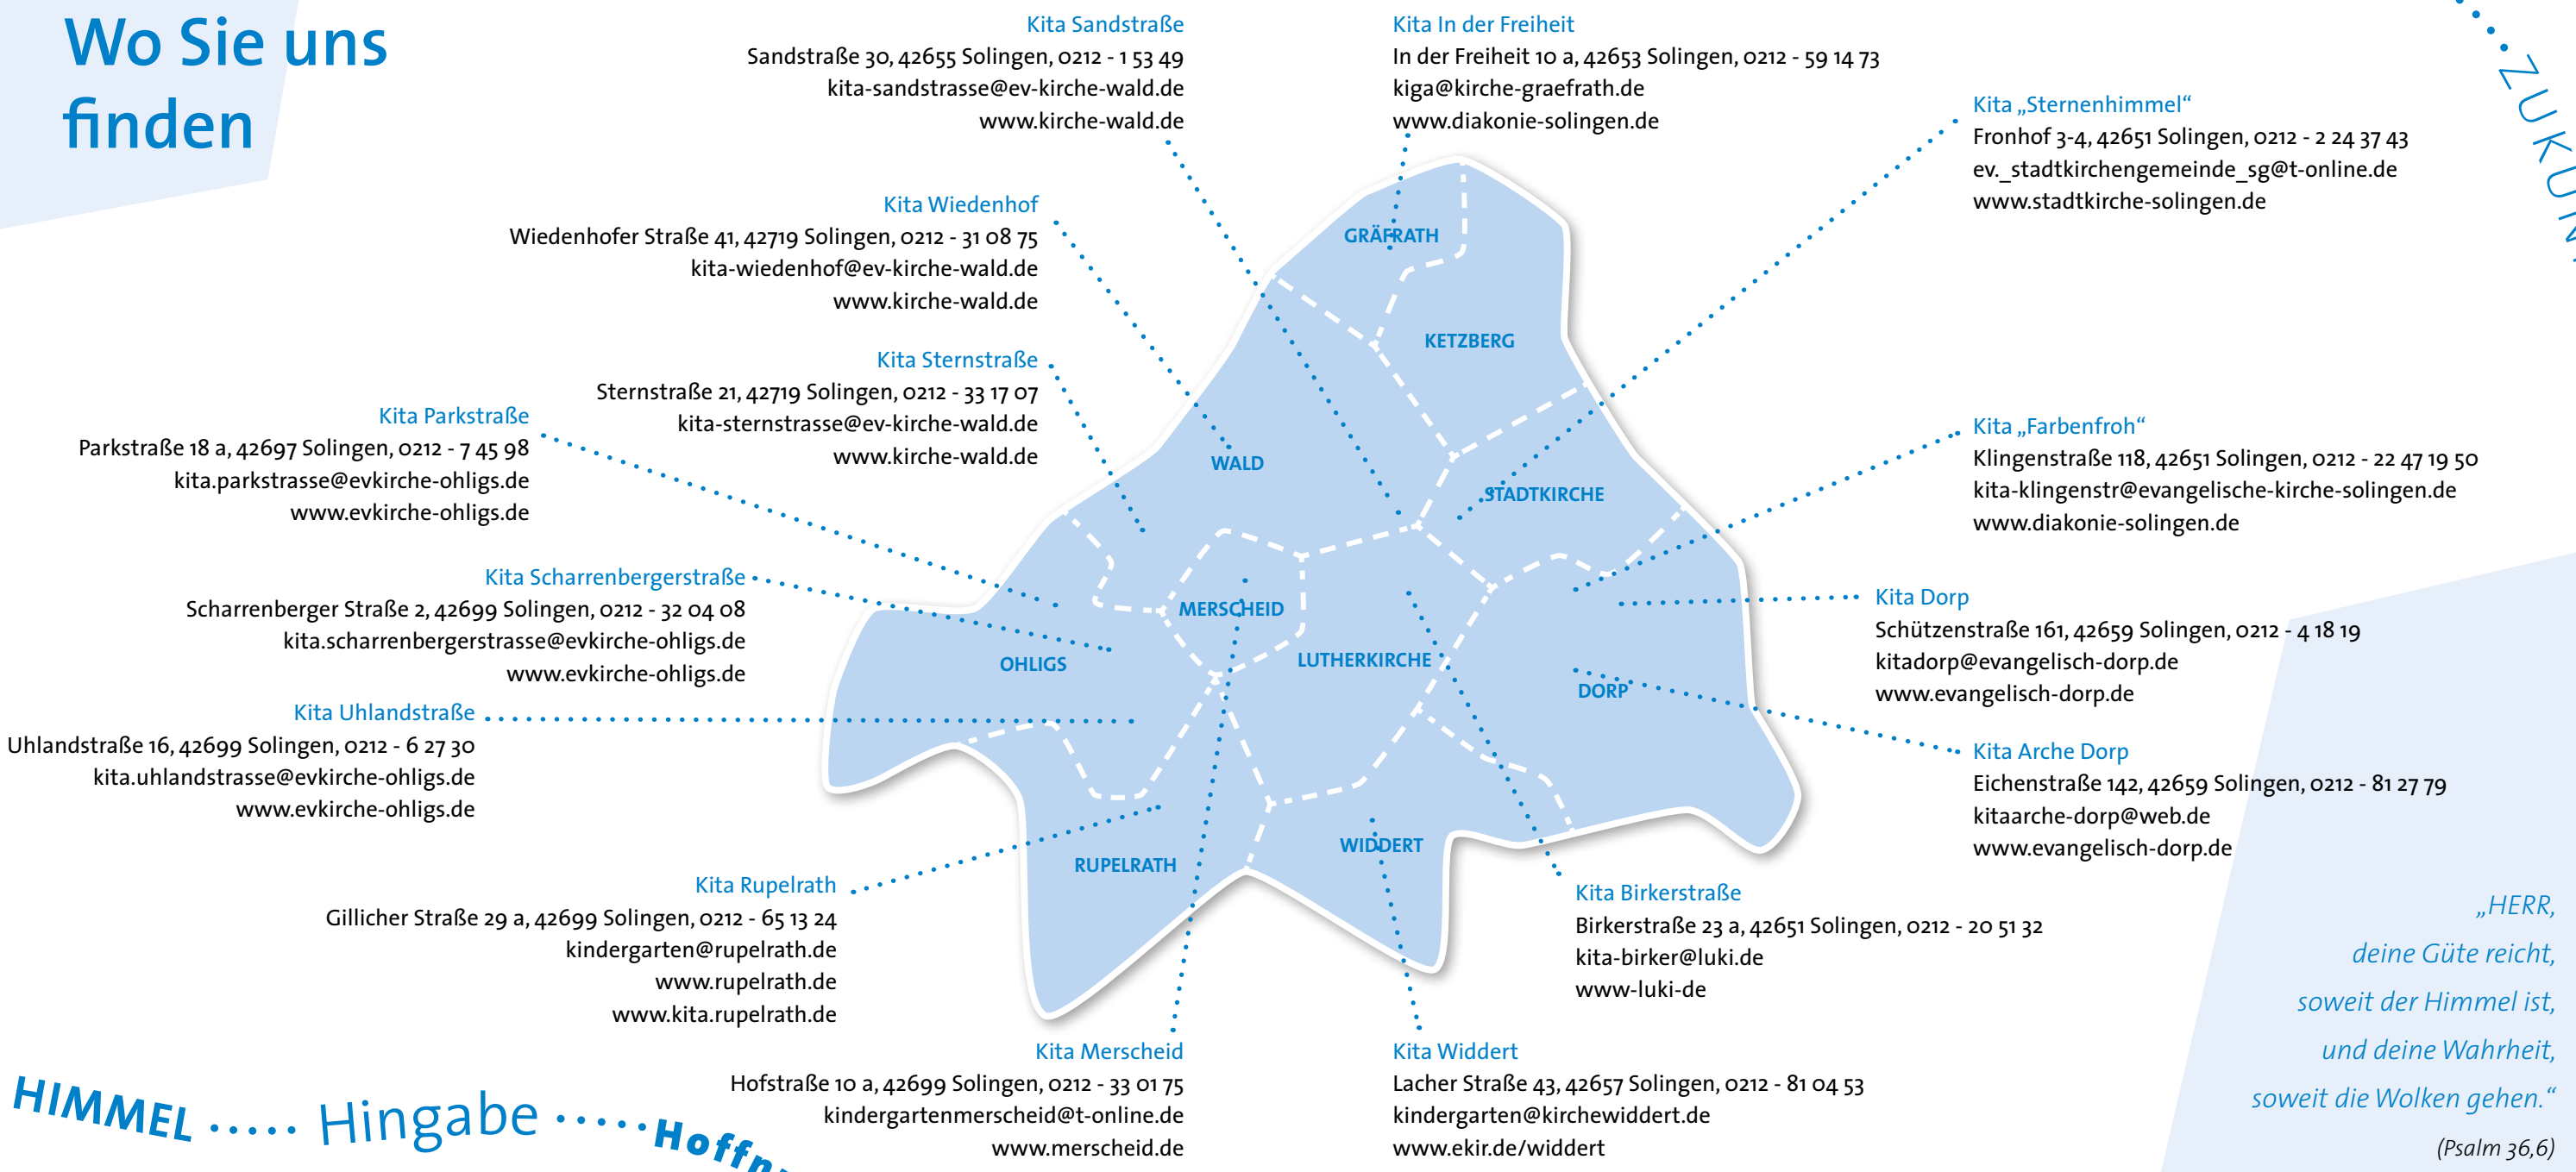 Wo Sie uns
finden
Kita Sandstraße
Sandstraße 30, 42655 Solingen, 0212 - 1 53 49
kita-sandstrasse@ev-kirche-wald.de
www.kirche-wald.de
Kita In der Freiheit
In der Freiheit 10 a, 42653 Solingen, 0212 - 59 14 73
kiga@kirche-graefrath.de
www.diakonie-solingen.de
Kita „Sternenhimmel“
Fronhof 3-4, 42651 Solingen, 0212 - 2 24 37 43
ev._stadtkirchengemeinde_sg@t-online.de
www.stadtkirche-solingen.de
Kita Wiedenhof
Wiedenhofer Straße 41, 42719 Solingen, 0212 - 31 08 75
kita-wiedenhof@ev-kirche-wald.de
www.kirche-wald.de
Kita Sternstraße
Sternstraße 21, 42719 Solingen, 0212 - 33 17 07
kita-sternstrasse@ev-kirche-wald.de
www.kirche-wald.de
Kita Parkstraße
Parkstraße 18 a, 42697 Solingen, 0212 - 7 45 98
kita.parkstrasse@evkirche-ohligs.de
www.evkirche-ohligs.de
Kita Scharrenbergerstraße
Scharrenberger Straße 2, 42699 Solingen, 0212 - 32 04 08
kita.scharrenbergerstrasse@evkirche-ohligs.de
www.evkirche-ohligs.de
Kita Uhlandstraße
Uhlandstraße 16, 42699 Solingen, 0212 - 6 27 30
kita.uhlandstrasse@evkirche-ohligs.de
www.evkirche-ohligs.de
Kita Rupelrath
Gillicher Straße 29 a, 42699 Solingen, 0212 - 65 13 24
kindergarten@rupelrath.de
www.rupelrath.de
www.kita.rupelrath.de
GRÄFRATH
KETZBERG
WALD
STADTKIRCHE
MERSCHEID
OHLIGS
LUTHERKIRCHE
DORP
WIDDERT
RUPELRATH
Kita „Farbenfroh“
Klingenstraße 118, 42651 Solingen, 0212 - 22 47 19 50
kita-klingenstr@evangelische-kirche-solingen.de
www.diakonie-solingen.de
Kita Dorp
Schützenstraße 161, 42659 Solingen, 0212 - 4 18 19
kitadorp@evangelisch-dorp.de
www.evangelisch-dorp.de
Kita Arche Dorp
Eichenstraße 142, 42659 Solingen, 0212 - 81 27 79
kitaarche-dorp@web.de
www.evangelisch-dorp.de
Kita Birkerstraße
Birkerstraße 23 a, 42651 Solingen, 0212 - 20 51 32
kita-birker@luki.de
www-luki-de
Kita Merscheid
Hofstraße 10 a, 42699 Solingen, 0212 - 33 01 75
kindergartenmerscheid@t-online.de
www.merscheid.de
Kita Widdert
Lacher Straße 43, 42657 Solingen, 0212 - 81 04 53
kindergarten@kirchewiddert.de
www.ekir.de/widdert
„HERR,
deine Güte reicht,
soweit der Himmel ist,
und deine Wahrheit,
soweit die Wolken gehen.“
(Psalm 36,6)
HIMMEL ····· Hingabe ····· Hoffn
ZUKUN